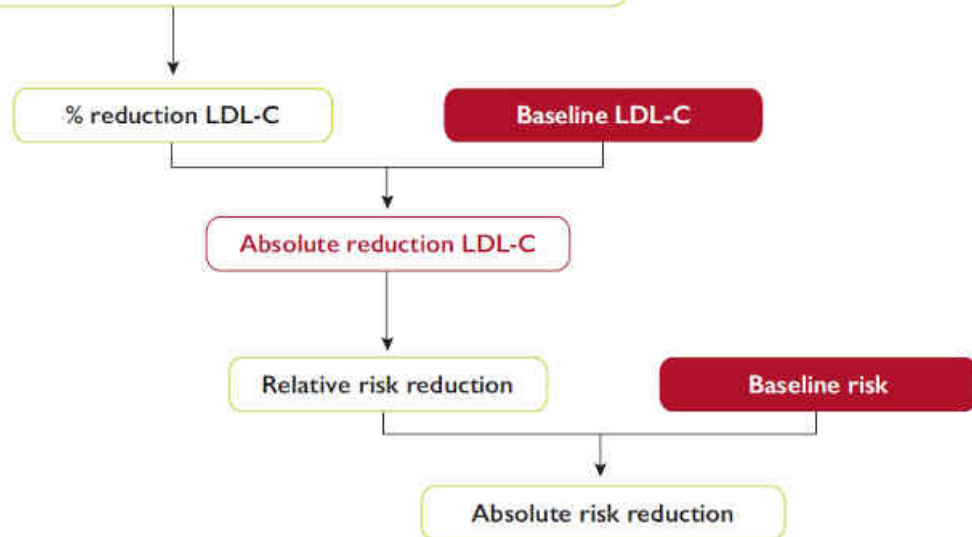 % reduction LDL-C
Baseline LDL-C
Absolute reduction LDL-C
Relative risk reduction
Baseline risk
Absolute risk reduction